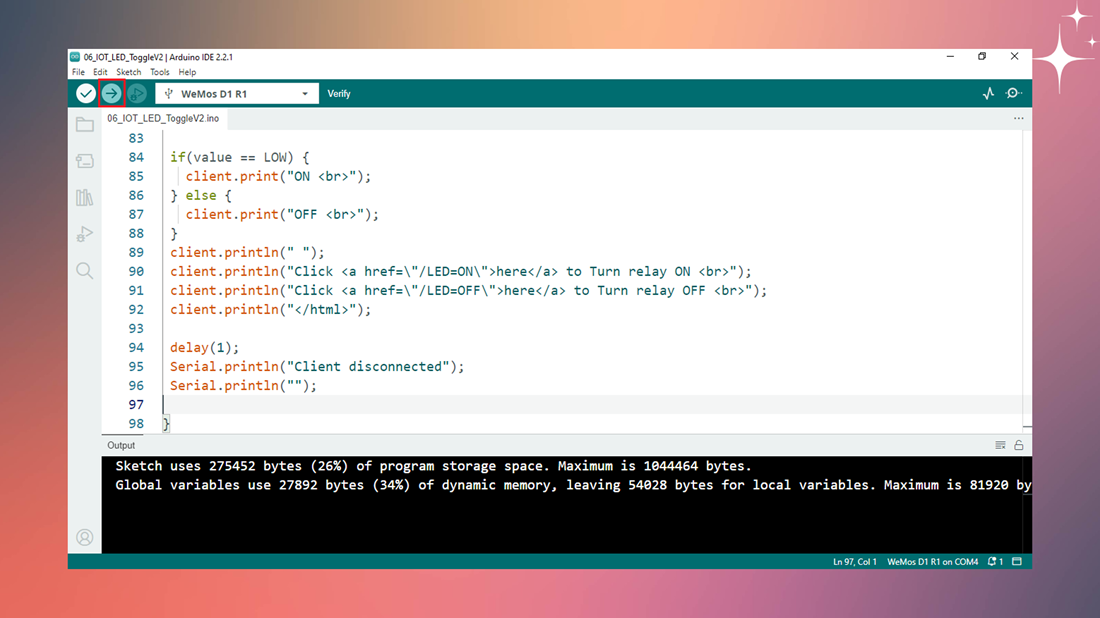 06_IOT_LED_ToggleV2 | Arduino IDE 2.2.1
File Edit Sketch Tools Help
WeMos D1 R1 Verify
06_IOT_LED_ToggleV2.ino
83
84 if(value == LOW) {
85 client.print("ON <br>");
86 } else {
87 client.print("OFF <br>");
88 }
89 client.println(" ");
90 client.println("Click <a href=\"/LED=ON\">here</a> to Turn relay ON <br>");
91 client.println("Click <a href=\"/LED=OFF\">here</a> to Turn relay OFF <br>");
92 client.println("</html>");
93
94 delay(1);
95 Serial.println("Client disconnected");
96 Serial.println("");
97
98 }
Output
Sketch uses 275452 bytes (26%) of program storage space. Maximum is 1044464 bytes.
Global variables use 27892 bytes (34%) of dynamic memory, leaving 54028 bytes for local variables. Maximum is 81920 by
Ln 97, Col 1 WeMos D1 R1 on COM4 1